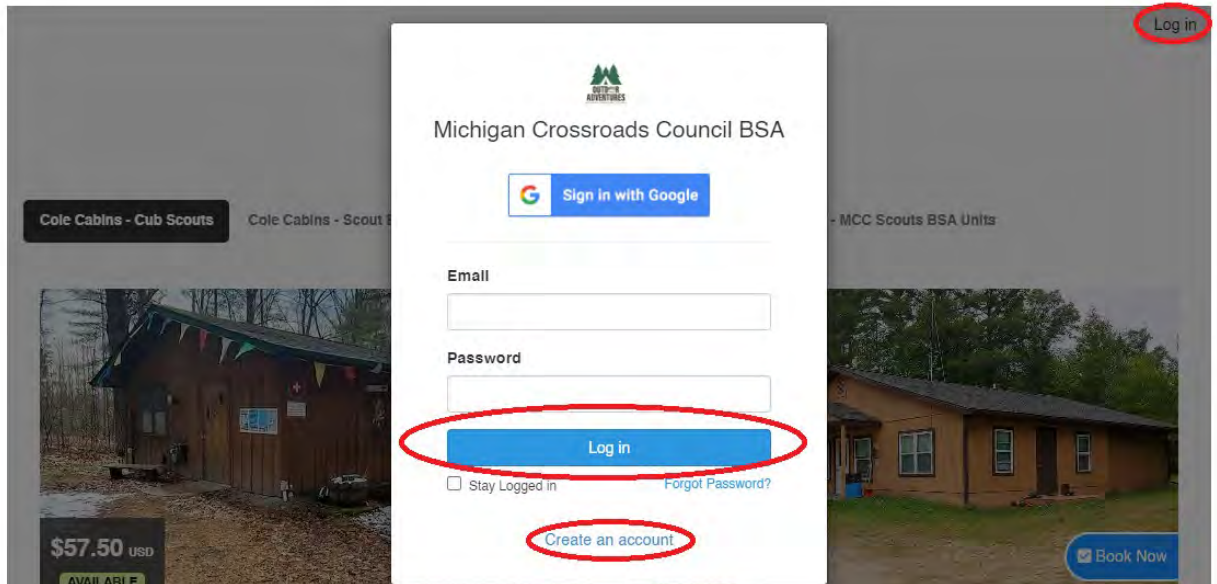 Log in
OUTDOOR
ADVENTURES
Michigan Crossroads Council BSA
G Sign in with Google
Cole Cabins - Cub Scouts
Cole Cabins - Scout
- MCC Scouts BSA Units
Email
Password
Log in
Stay Logged in
Forgot Password?
Create an account
$57.50 USD
AVAILABLE
Book Now